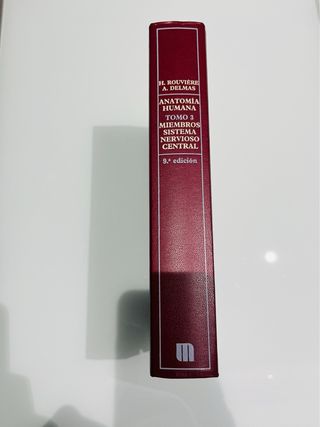 H. ROUVIÈRE
A. DELMAS
ANATOMÍA
HUMANA
TOMO 3
MIEMBROS
SISTEMA
NERVIOSO
CENTRAL
9.ª edición